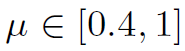 μ ∈ [0.4, 1]